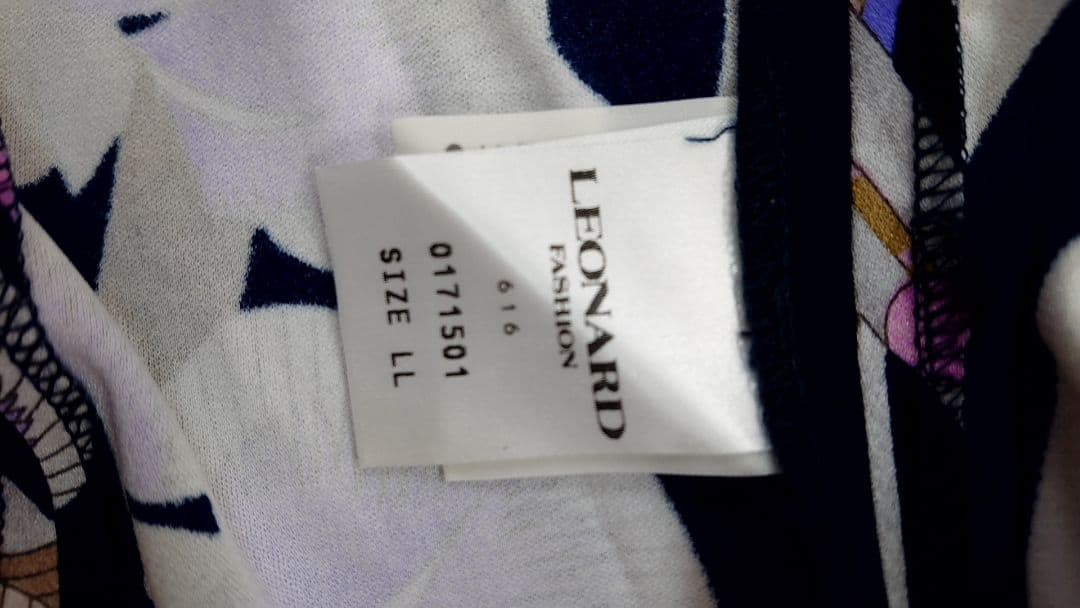 LEONARD
FASHION
616
0171501
SIZE LL